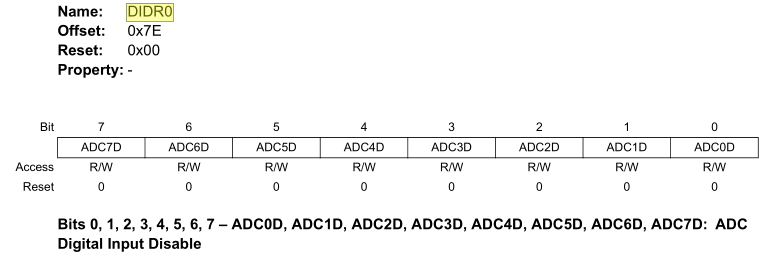 Name: DIDR0
Offset: 0x7E
Reset: 0x00
Property: -
Bit 7 6 5 4 3 2 1 0
ADC7D ADC6D ADC5D ADC4D ADC3D ADC2D ADC1D ADC0D
Access R/W R/W R/W R/W R/W R/W R/W R/W
Reset 0 0 0 0 0 0 0 0
Bits 0, 1, 2, 3, 4, 5, 6, 7 – ADC0D, ADC1D, ADC2D, ADC3D, ADC4D, ADC5D, ADC6D, ADC7D: ADC
Digital Input Disable